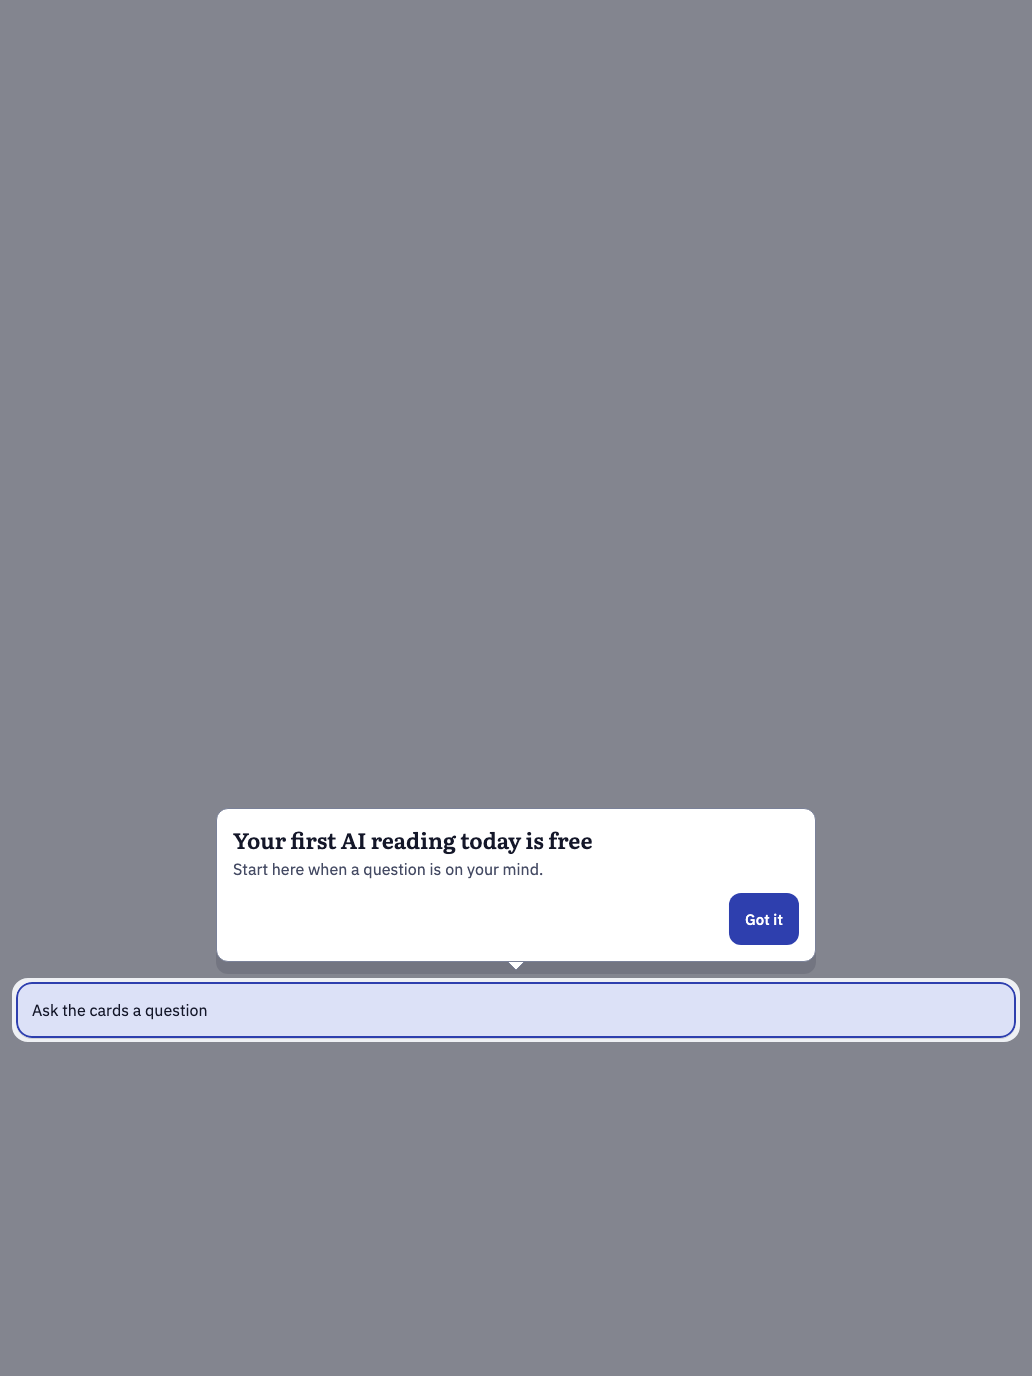 Your first AI reading today is free
Start here when a question is on your mind.
Got it
Ask the cards a question